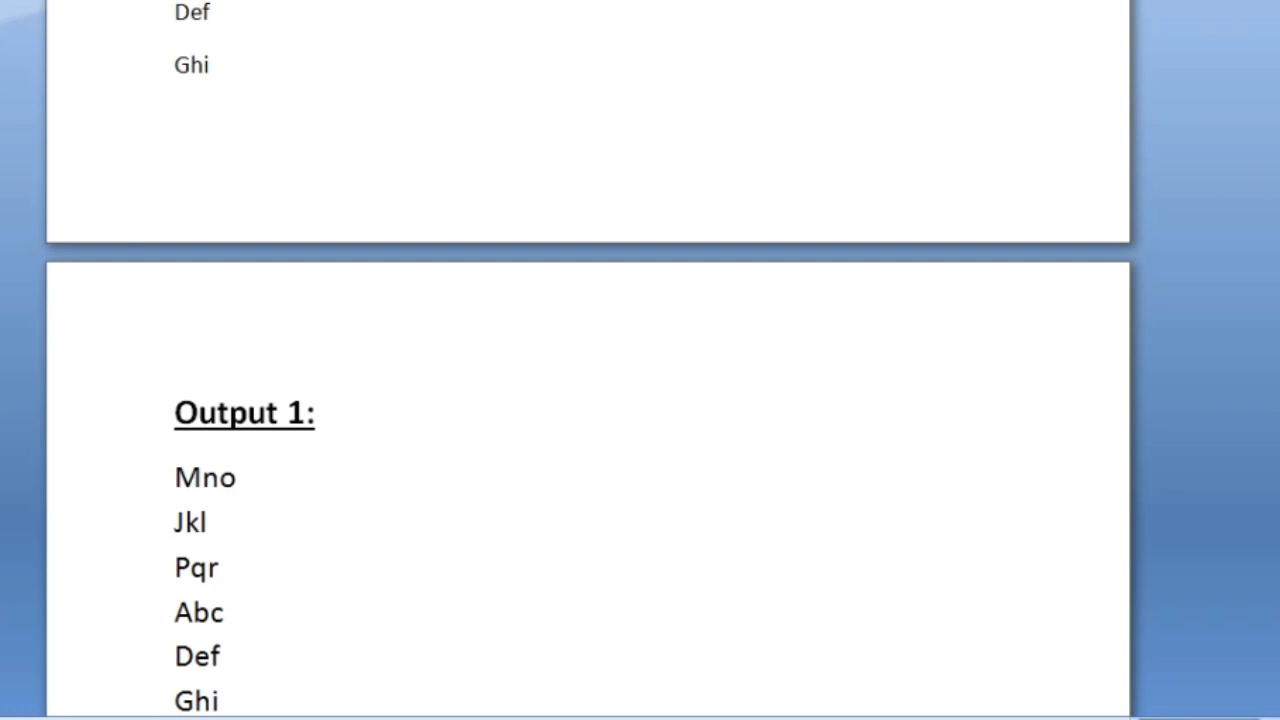 Def
Ghi
Output 1:
Mno
Jkl
Pqr
Abc
Def
Ghi